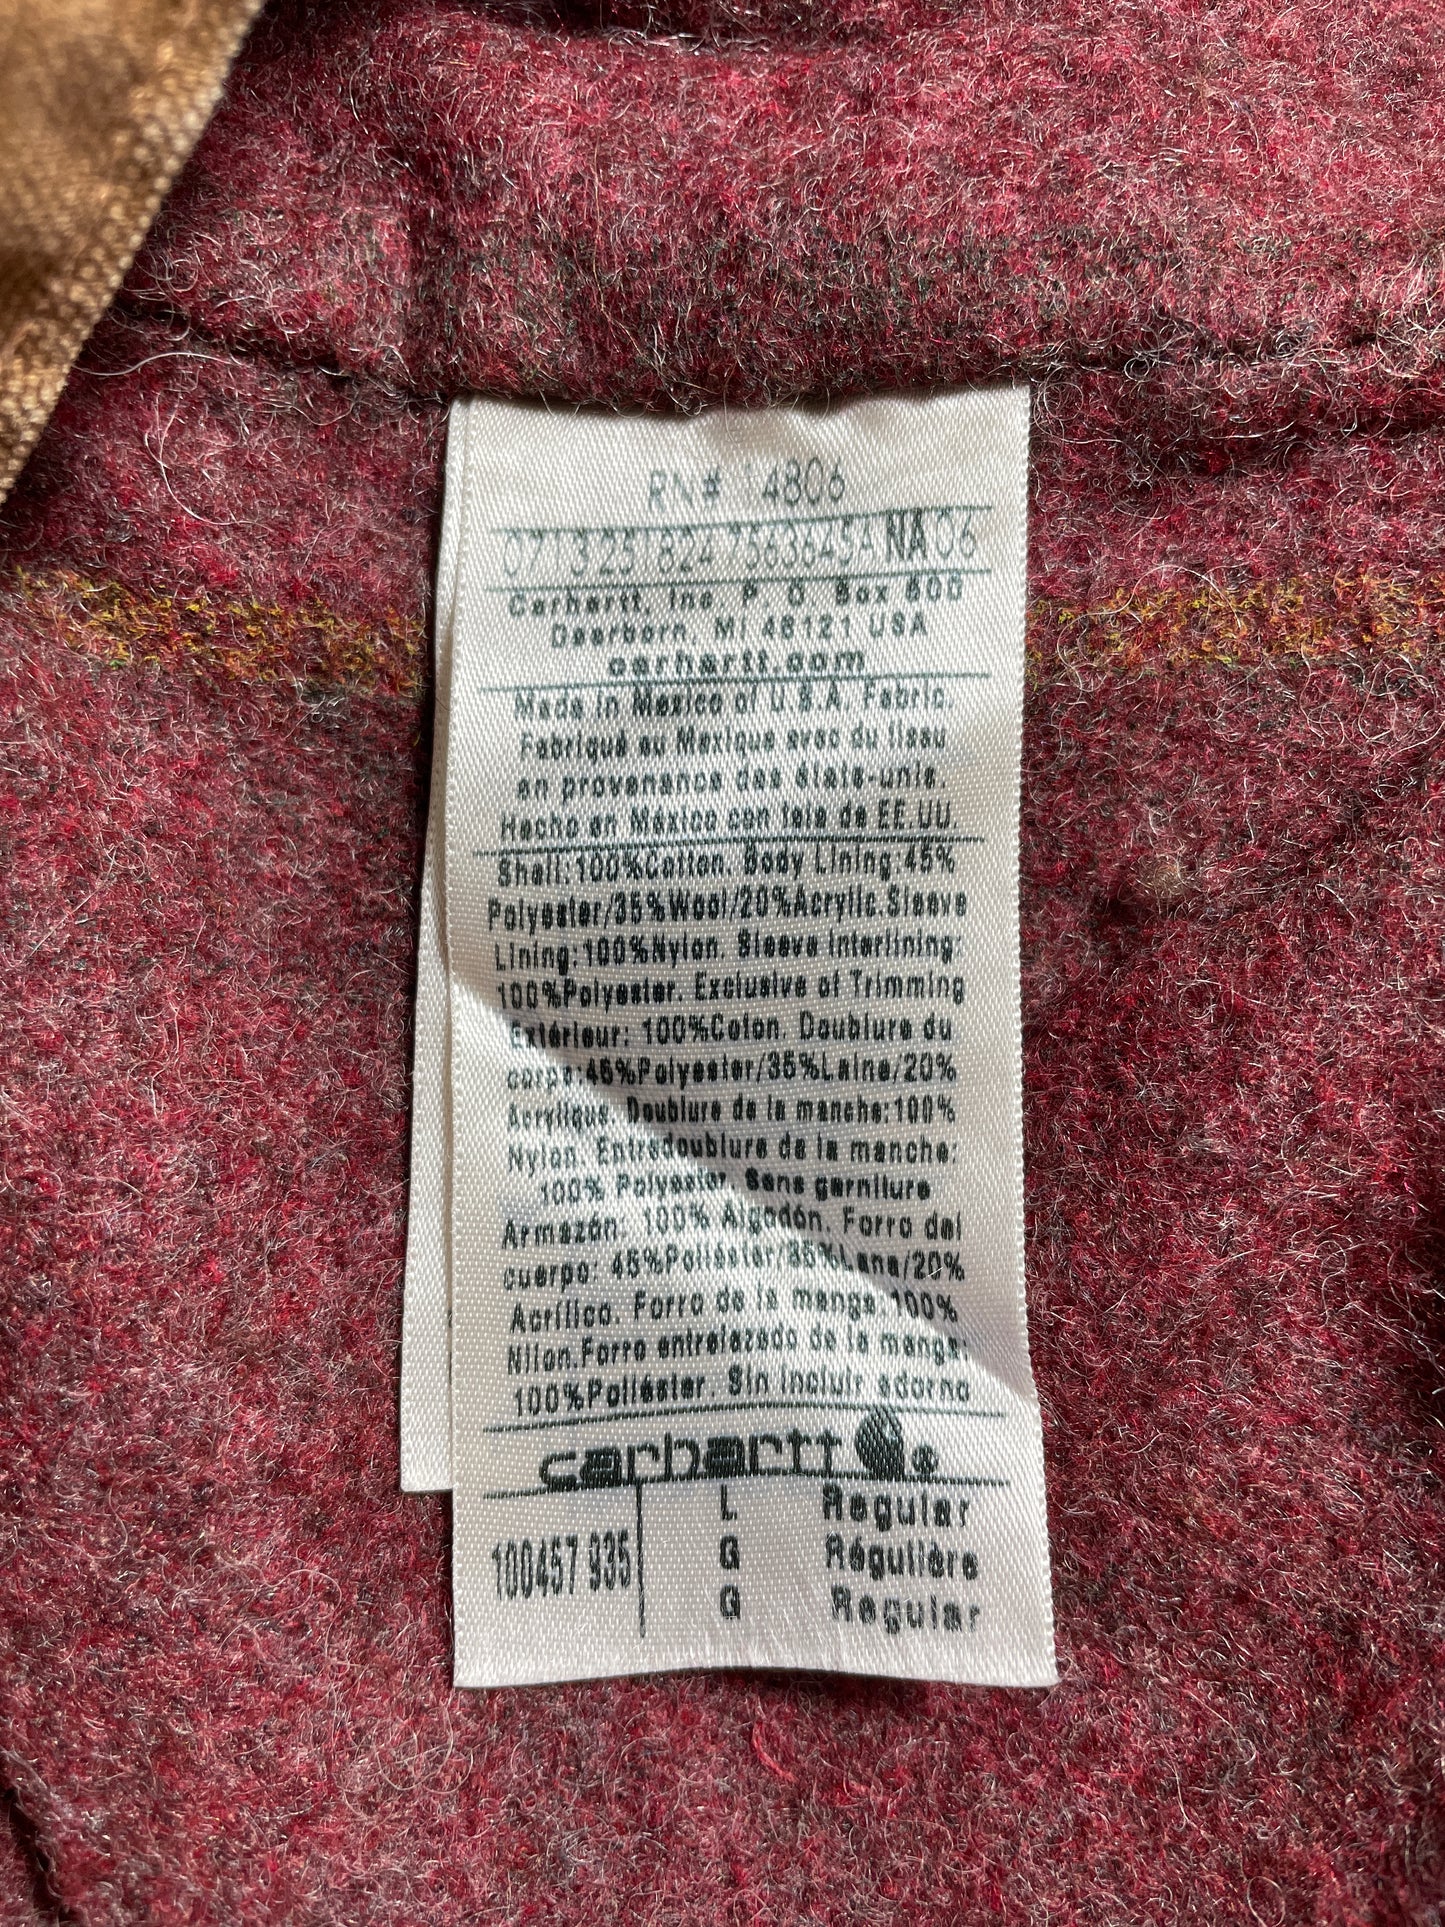 RN# 14806
071325 824 7563645A NA 06
Carhartt, Inc. P. O. Box 600
Dearborn, MI 48121 USA
carhartt.com
Made in Mexico of U.S.A. Fabric.
Fabriqué au Mexique avec du tissu
en provenance des états-unis.
Hecho en México con tela de EE.UU.
Shell:100%Cotton. Body Lining:45%
Polyester/35%Wool/20%Acrylic.Sleeve
Lining:100%Nylon. Sleeve Interlining:
100%Polyester. Exclusive of Trimming
Extérieur: 100%Coton. Doublure du
corps:45%Polyester/35%Laine/20%
Acrylique. Doublure de la manche:100%
Nylon. Entredoublure de la manche:
100% Polyester. Sans garniture
Armazón: 100% Algodón. Forro del
cuerpo: 45%Poliéster/35%Lana/20%
Acrílico. Forro de la manga:100%
Nilon.Forro entrelazado de la manga:
100%Poliéster. Sin incluir adorno
carhartt
L Regular
100457 935 G Régulière
G Regular